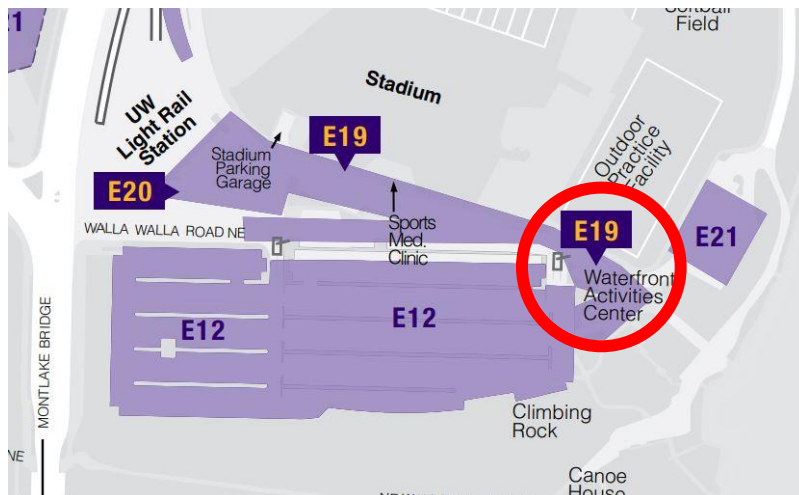 21
Softball
Field
Stadium
UW
Light Rail
Station
Outdoor
Practice
Facility
E19
Stadium
Parking
Garage
E20
WALLA WALLA ROAD NE
Sports
Med.
Clinic
E19
E21
Waterfront
Activities
Center
E12
E12
MONTLAKE BRIDGE
Climbing
Rock
NE
Canoe
House